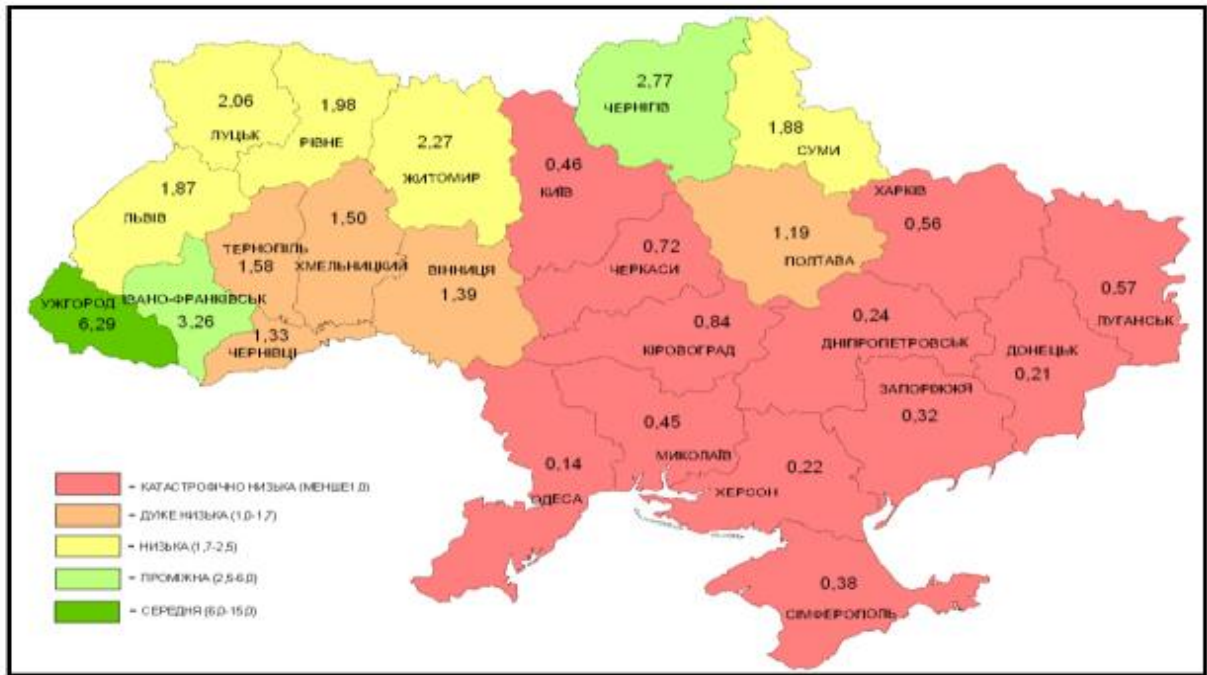 2,06
ЛУЦЬК
1,98
РІВНЕ
2,27
ЖИТОМИР
1,87
ЛЬВІВ
0,46
КИЇВ
2,77
ЧЕРНІГІВ
1,88
СУМИ
ТЕРНОПІЛЬ
1,58
1,50
ХМЕЛЬНИЦКИЙ
ВІННИЦЯ
1,39
0,72
ЧЕРКАСИ
1,19
ПОЛТАВА
ХАРКІВ
0,56
0,57
ЛУГАНСЬК
УЖГОРОД
6,29
ІВАНО-ФРАНКІВСЬК
3,26
1,33
ЧЕРНІВЦІ
0,84
КІРОВОГРАД
0,24
ДНІПРОПЕТРОВСЬК
ДОНЕЦЬК
0,21
ЗАПОРІЖЖЯ
0,32
0,45
МИКОЛАЇВ
0,14
ОДЕСА
0,22
ХЕРСОН
0,38
СІМФЕРОПОЛЬ
= КАТАСТРОФІЧНО НИЗЬКА (МЕНШЕ1,0)
= ДУЖЕ НИЗЬКА (1,0-1,7)
= НИЗЬКА (1,7-2,5)
= ПРОМІЖНА (2,5-6,0)
= СЕРЕДНЯ (6,0-15,0)